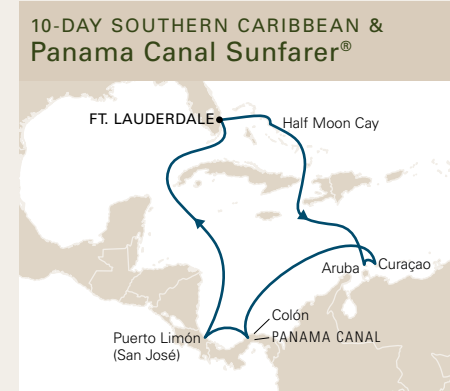 10-DAY SOUTHERN CARIBBEAN &
Panama Canal Sunfarer®
FT. LAUDERDALE
Half Moon Cay
Aruba
Curaçao
Colón
PANAMA CANAL
Puerto Limón
(San José)